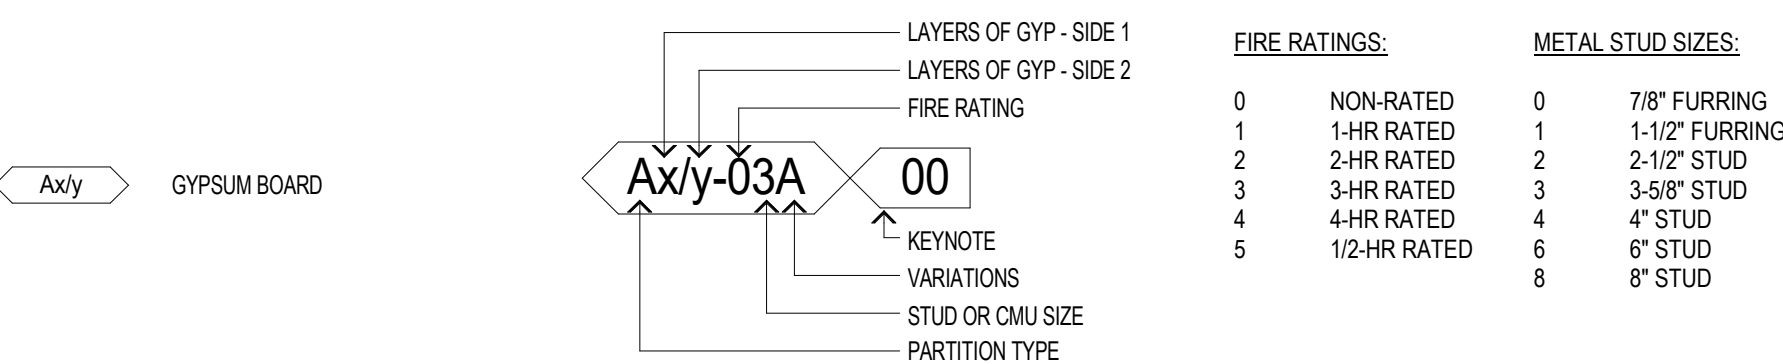 Ax/y GYPSUM BOARD
LAYERS OF GYP - SIDE 1
LAYERS OF GYP - SIDE 2
FIRE RATING
Ax/y-03A 00
KEYNOTE
VARIATIONS
STUD OR CMU SIZE
PARTITION TYPE
FIRE RATINGS:
0 NON-RATED
1 1-HR RATED
2 2-HR RATED
3 3-HR RATED
4 4-HR RATED
5 1/2-HR RATED
METAL STUD SIZES:
0 7/8" FURRING
1 1-1/2" FURRING
2 2-1/2" STUD
3 3-5/8" STUD
4 4" STUD
6 6" STUD
8 8" STUD